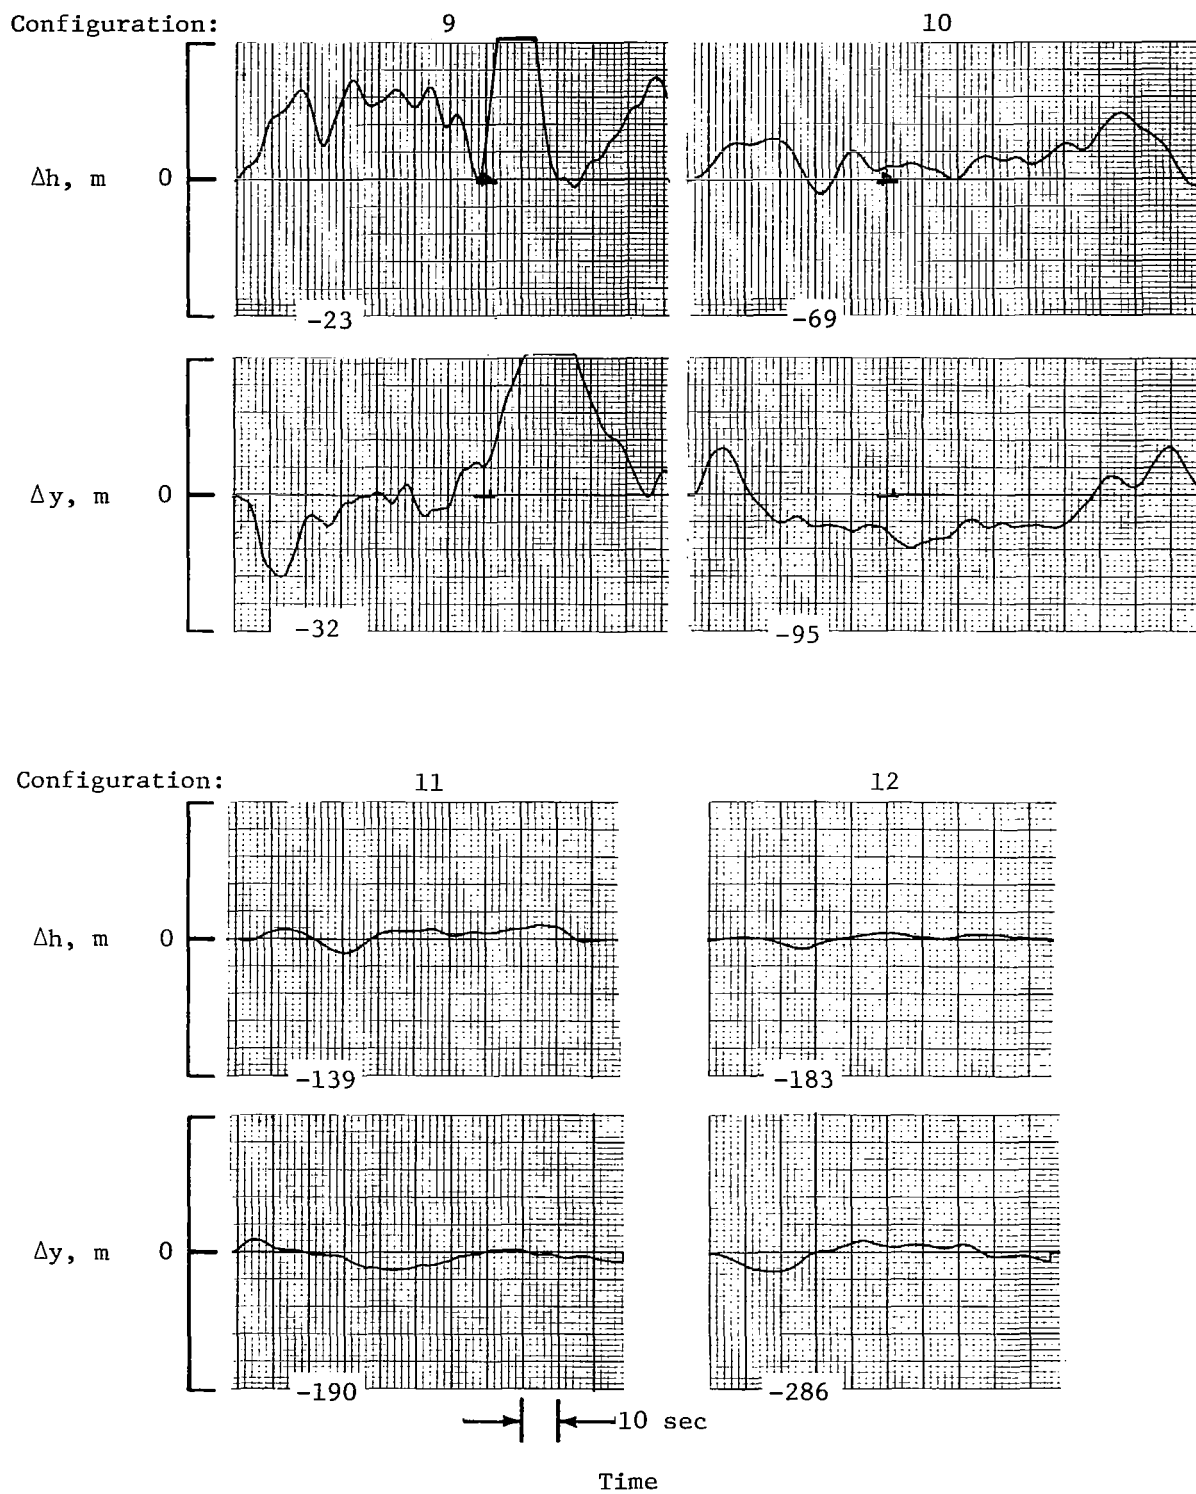 Configuration: 9 10
Δh, m 0
-23 -69
Δy, m 0
-32 -95
Configuration: 11 12
Δh, m 0
-139 -183
Δy, m 0
-190 -286
10 sec
Time